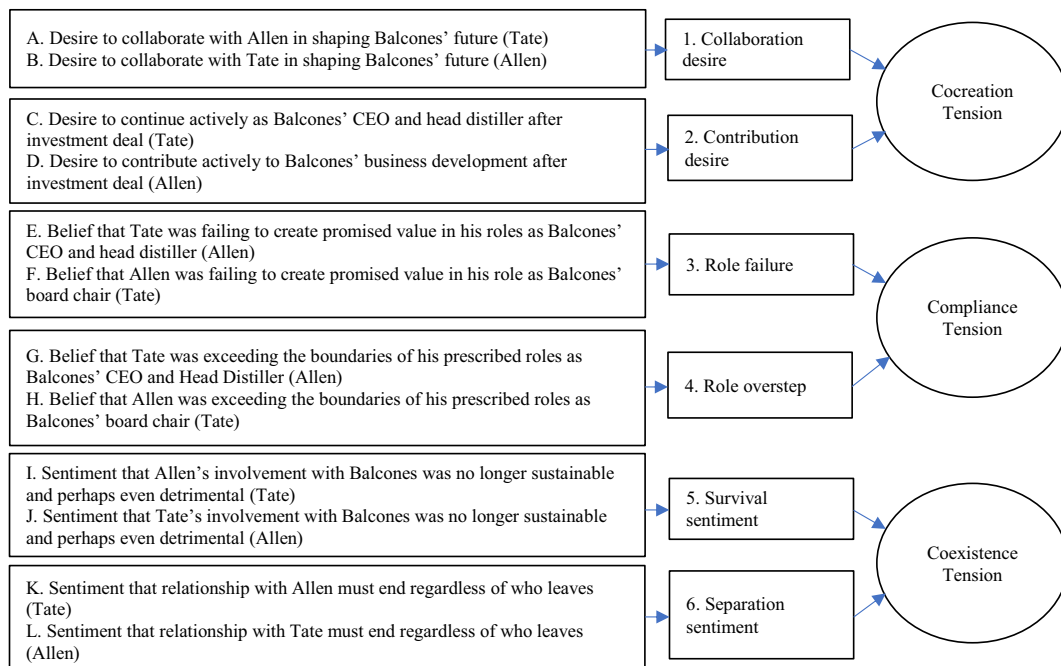 A. Desire to collaborate with Allen in shaping Balcones' future (Tate)
B. Desire to collaborate with Tate in shaping Balcones' future (Allen)
1. Collaboration
desire
Cocreation
Tension
C. Desire to continue actively as Balcones' CEO and head distiller after
investment deal (Tate)
D. Desire to contribute actively to Balcones' business development after
investment deal (Allen)
2. Contribution
desire
E. Belief that Tate was failing to create promised value in his roles as Balcones'
CEO and head distiller (Allen)
F. Belief that Allen was failing to create promised value in his role as Balcones'
board chair (Tate)
3. Role failure
Compliance
Tension
G. Belief that Tate was exceeding the boundaries of his prescribed roles as
Balcones' CEO and Head Distiller (Allen)
H. Belief that Allen was exceeding the boundaries of his prescribed roles as
Balcones' board chair (Tate)
4. Role overstep
I. Sentiment that Allen's involvement with Balcones was no longer sustainable
and perhaps even detrimental (Tate)
J. Sentiment that Tate's involvement with Balcones was no longer sustainable
and perhaps even detrimental (Allen)
5. Survival
sentiment
Coexistence
Tension
K. Sentiment that relationship with Allen must end regardless of who leaves
(Tate)
L. Sentiment that relationship with Tate must end regardless of who leaves
(Allen)
6. Separation
sentiment